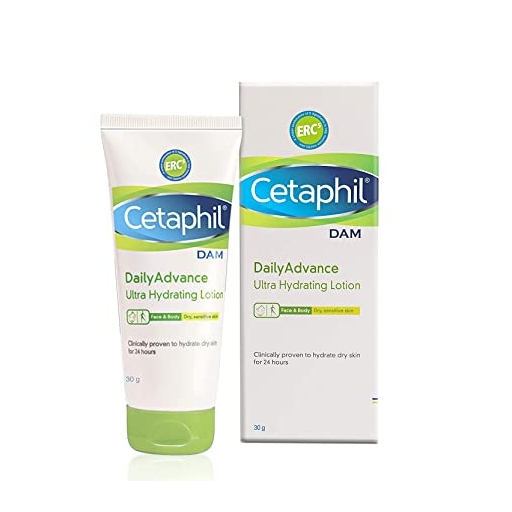 ERC5
Cetaphil®
DAM
DailyAdvance
Ultra Hydrating Lotion
Face & Body Dry, sensitive skin
Clinically proven to hydrate dry skin
for 24 hours
30 g
ERC5
Cetaphil®
DAM
DailyAdvance
Ultra Hydrating Lotion
Face & Body Dry, sensitive skin
Clinically proven to hydrate dry skin
for 24 hours
30 g